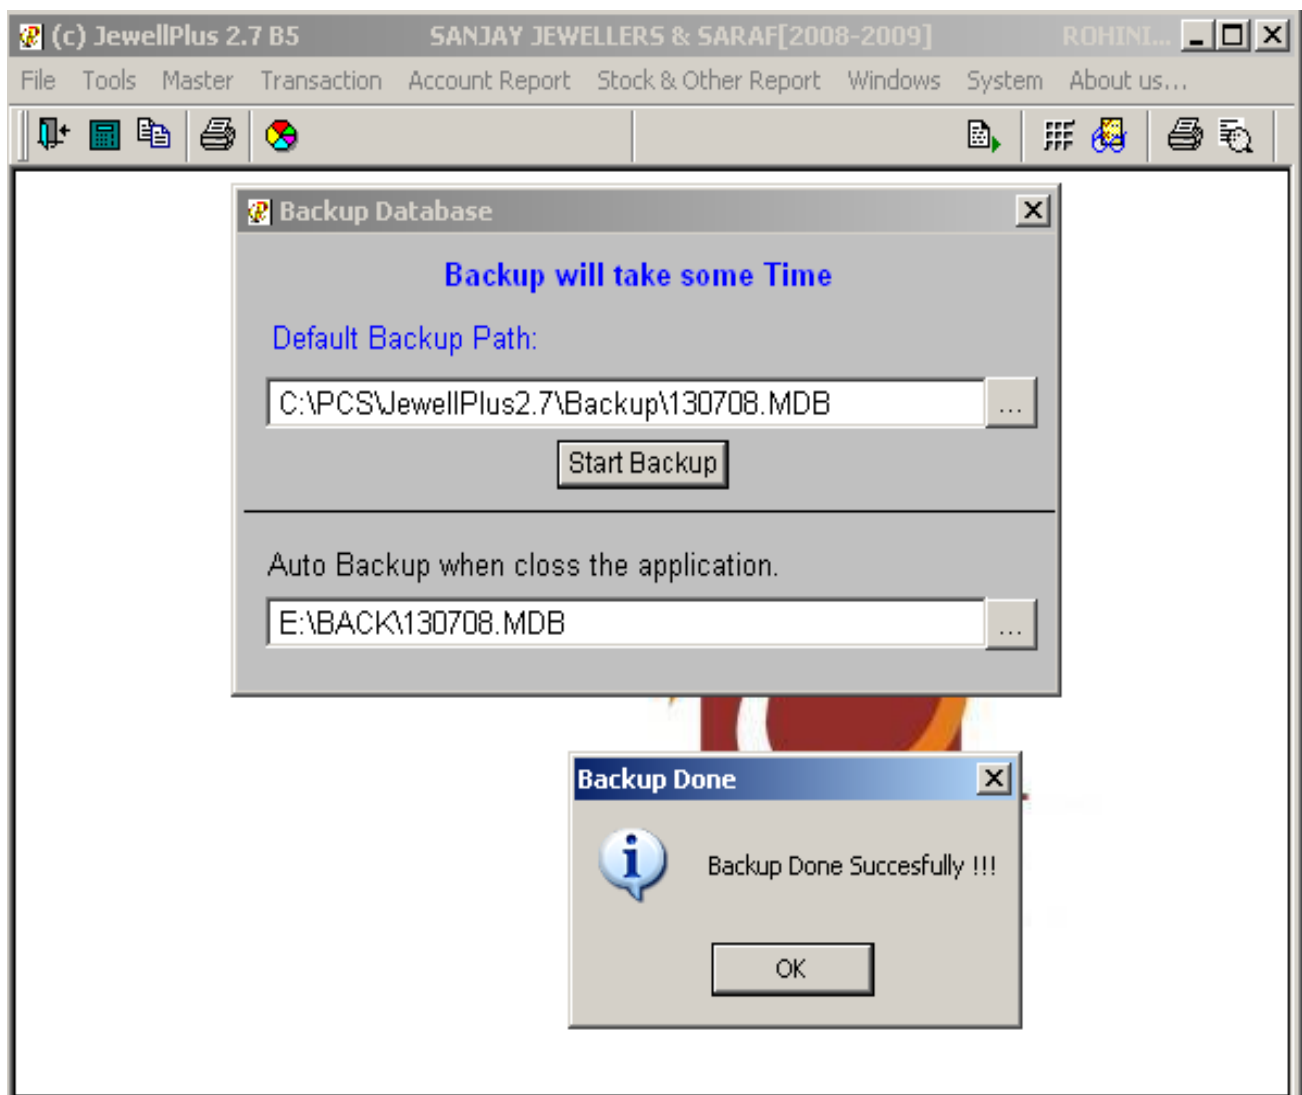 (c) JewellPlus 2.7 B5 SANJAY JEWELLERS & SARAF[2008-2009] ROHINI...
File Tools Master Transaction Account Report Stock & Other Report Windows System About us...
Backup Database
Backup will take some Time
Default Backup Path:
C:\PCS\JewellPlus2.7\Backup\130708.MDB
...
Start Backup
Auto Backup when closs the application.
E:\BACK\130708.MDB
...
Backup Done
Backup Done Succesfully !!!
OK